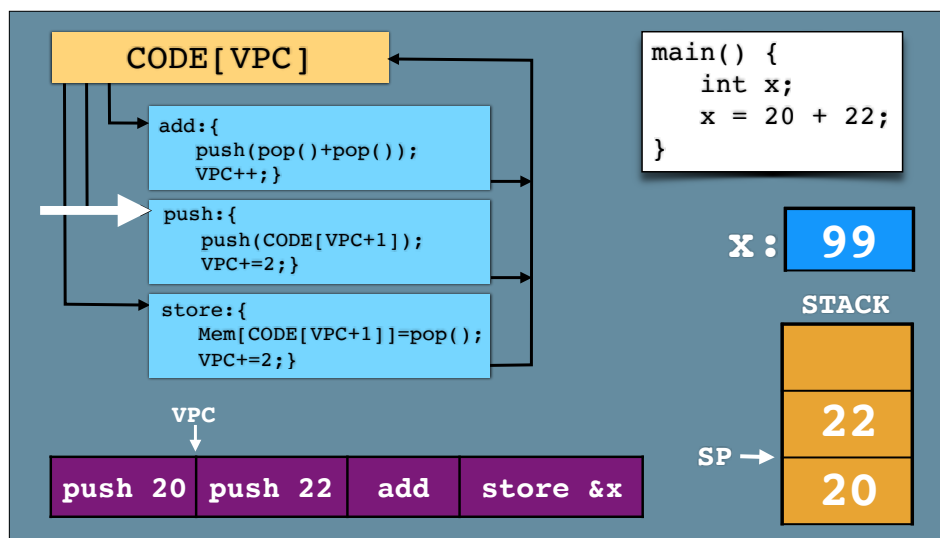 CODE[VPC]
add:{
push(pop()+pop());
VPC++;}
push:{
push(CODE[VPC+1]);
VPC+=2;}
store:{
Mem[CODE[VPC+1]]=pop();
VPC+=2;}
main() {
int x;
x = 20 + 22;
}
x: 99
STACK
22
SP
20
VPC
push 20 push 22 add store &x